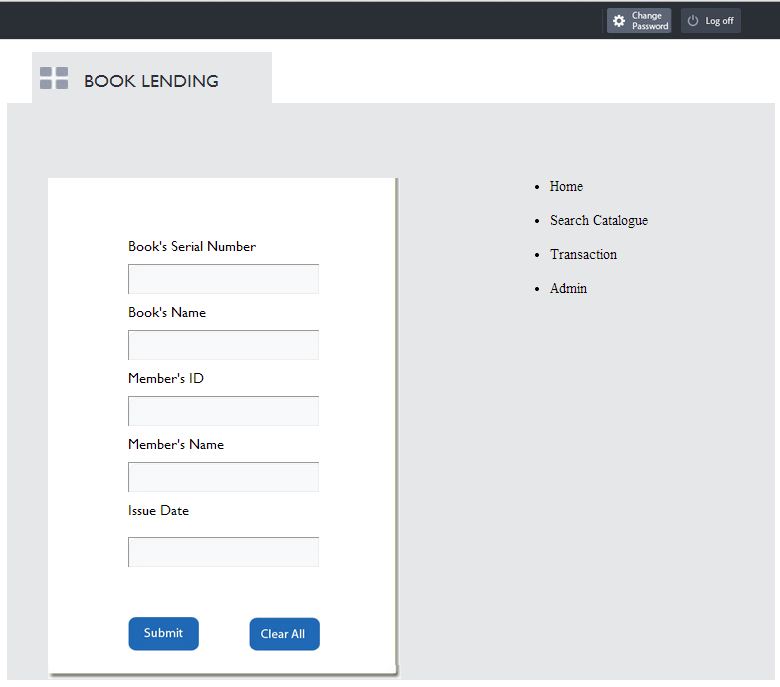 Change
Password
Log off
BOOK LENDING
Book's Serial Number
Book's Name
Member's ID
Member's Name
Issue Date
Submit
Clear All
Home
Search Catalogue
Transaction
Admin